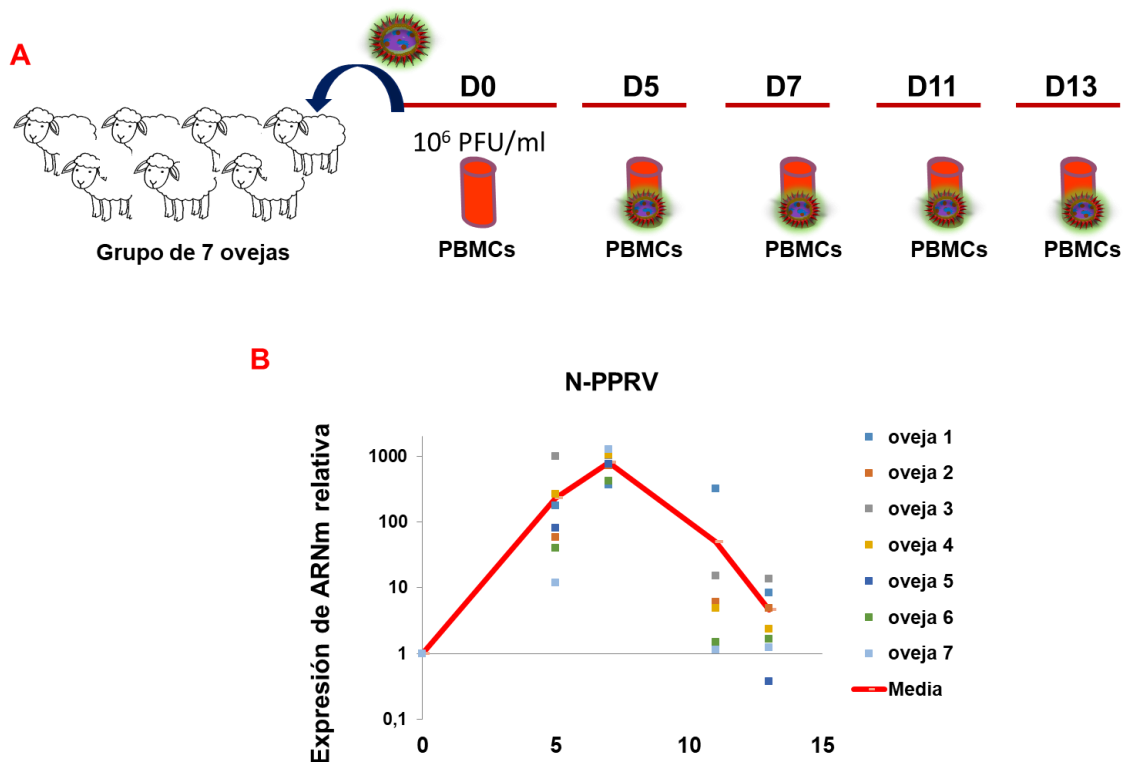 A
D0 D5 D7 D11 D13
10⁶ PFU/ml
Grupo de 7 ovejas
PBMCs PBMCs PBMCs PBMCs PBMCs
B
N-PPRV
Expresión de ARNm relativa
1000
100
10
1
0,1
0 5 10 15
oveja 1
oveja 2
oveja 3
oveja 4
oveja 5
oveja 6
oveja 7
Media